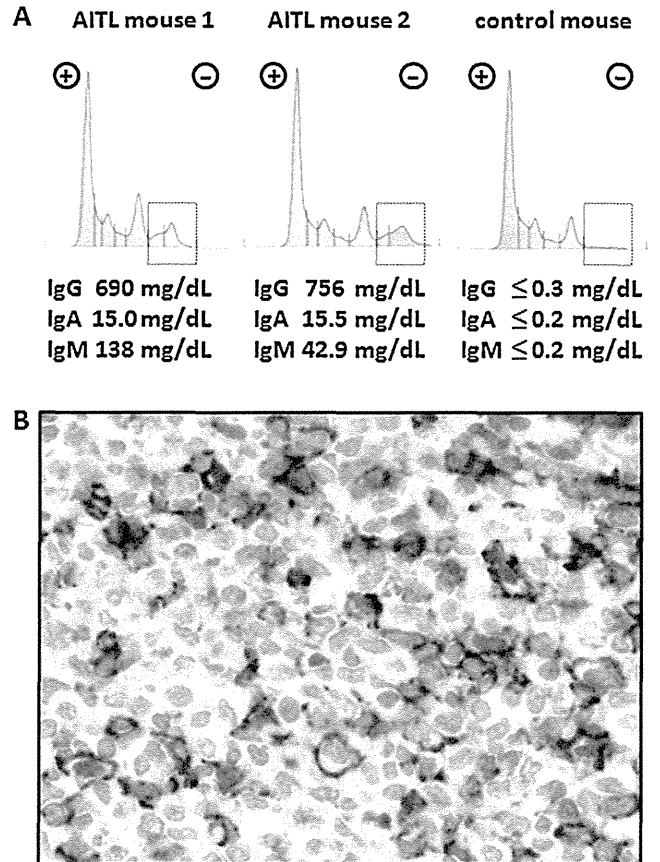 A
AITL mouse 1 AITL mouse 2 control mouse
+ - + - + -
IgG 690 mg/dL IgG 756 mg/dL IgG ≤0.3 mg/dL
IgA 15.0 mg/dL IgA 15.5 mg/dL IgA ≤0.2 mg/dL
IgM 138 mg/dL IgM 42.9 mg/dL IgM ≤0.2 mg/dL
B